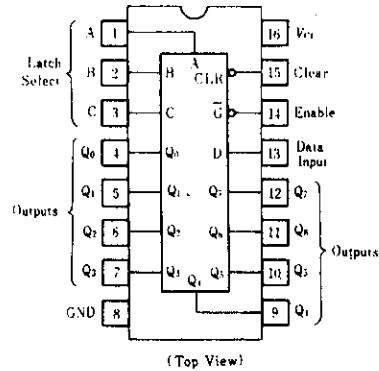 A 1 16 Vcc
Latch Select
B 2 B A CLR 15 Clear
C 3 C G 14 Enable
Q0 4 Q0 D 13 Data Input
Q1 5 Q1 Q7 12 Q7
Outputs
Q2 6 Q2 Q6 11 Q6
Outputs
Q3 7 Q3 Q5 10 Q5
GND 8 Q4 9 Q4
(Top View)